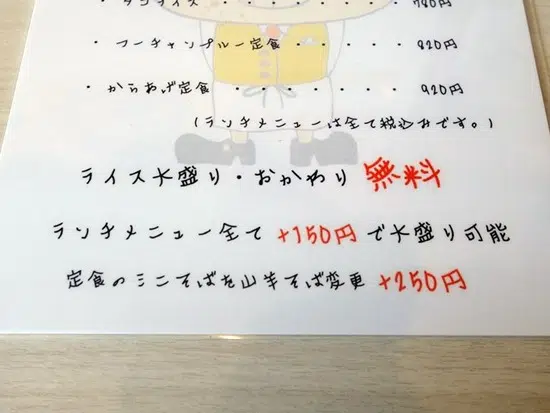 ・タンライス・・・・・・・・780円
・フーチャンプルー定食・・・・・・820円
・からあげ定食・・・・・・・・920円
(ランチメニューは全て税込みです。)
ライス大盛り・おかわり 無料
ランチメニュー全て +150円で大盛り可能
定食のミニそばを山羊そば変更 +250円